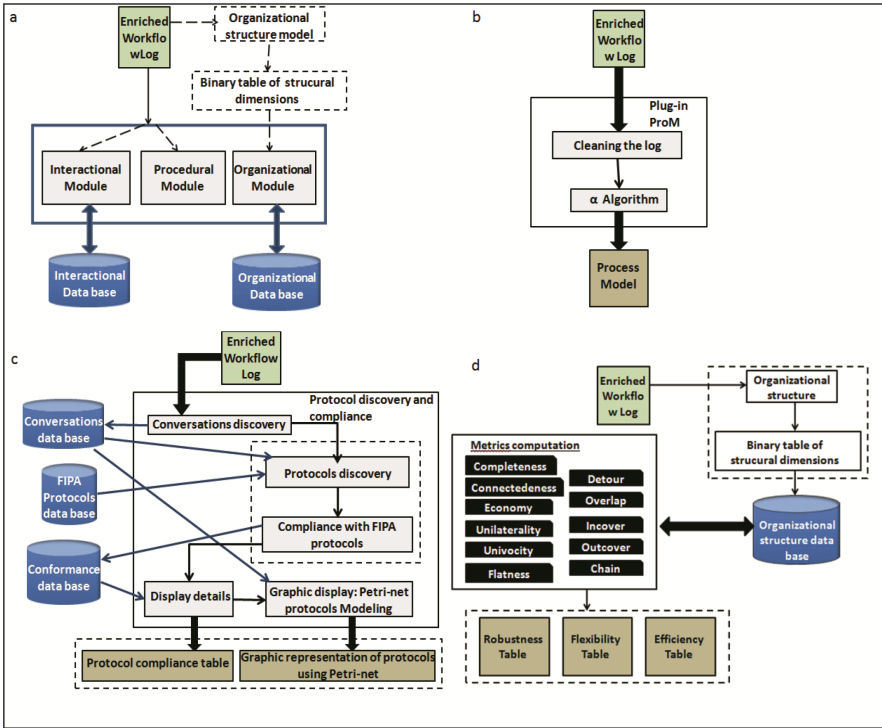 a
Enriched
Workflo
wLog
Organizational
structure model
Binary table of strucural
dimensions
Interactional
Module
Procedural
Module
Organizational
Module
Interactional
Data base
Organizational
Data base
b
Enriched
Workflo
w Log
Plug-in
ProM
Cleaning the log
α Algorithm
Process
Model
c
Enriched
Workflow
Log
Protocol discovery and
compliance
Conversations discovery
Conversations
data base
Protocols discovery
FIPA
Protocols
data base
Compliance with FIPA
protocols
Conformance
data base
Display details
Graphic display: Petri-net
protocols Modeling
Protocol compliance table
Graphic representation of protocols
using Petri-net
d
Enriched
Workflo
w Log
Organizational
structure
Binary table of
strucural dimensions
Organizational
structure data
base
Metrics computation
Completeness
Connectedeness
Economy
Unilaterality
Univocity
Flatness
Detour
Overlap
Incover
Outcover
Chain
Robustness
Table
Flexibility
Table
Efficiency
Table